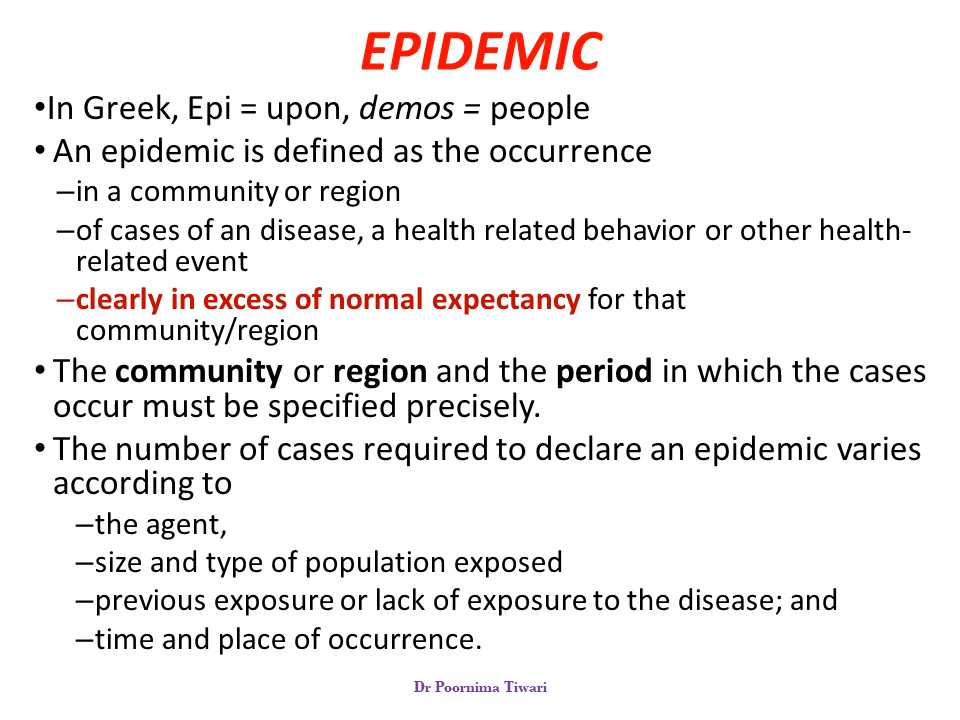 EPIDEMIC
•In Greek, Epi = upon, demos = people
• An epidemic is defined as the occurrence
–in a community or region
–of cases of an disease, a health related behavior or other health-
related event
–clearly in excess of normal expectancy for that
community/region
• The community or region and the period in which the cases
occur must be specified precisely.
• The number of cases required to declare an epidemic varies
according to
–the agent,
–size and type of population exposed
–previous exposure or lack of exposure to the disease; and
–time and place of occurrence.
Dr Poornima Tiwari